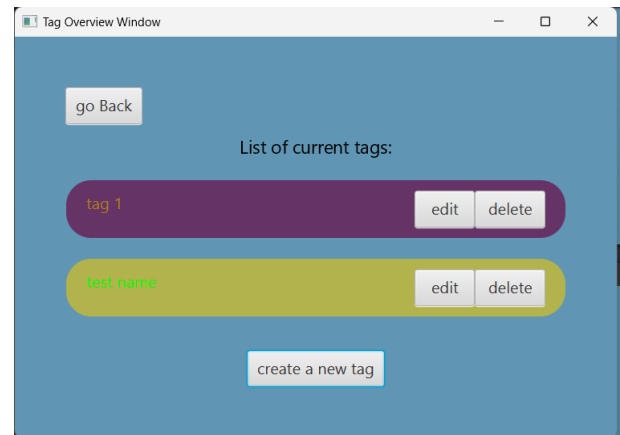 Tag Overview Window
go Back
List of current tags:
tag 1 edit delete
test name edit delete
create a new tag